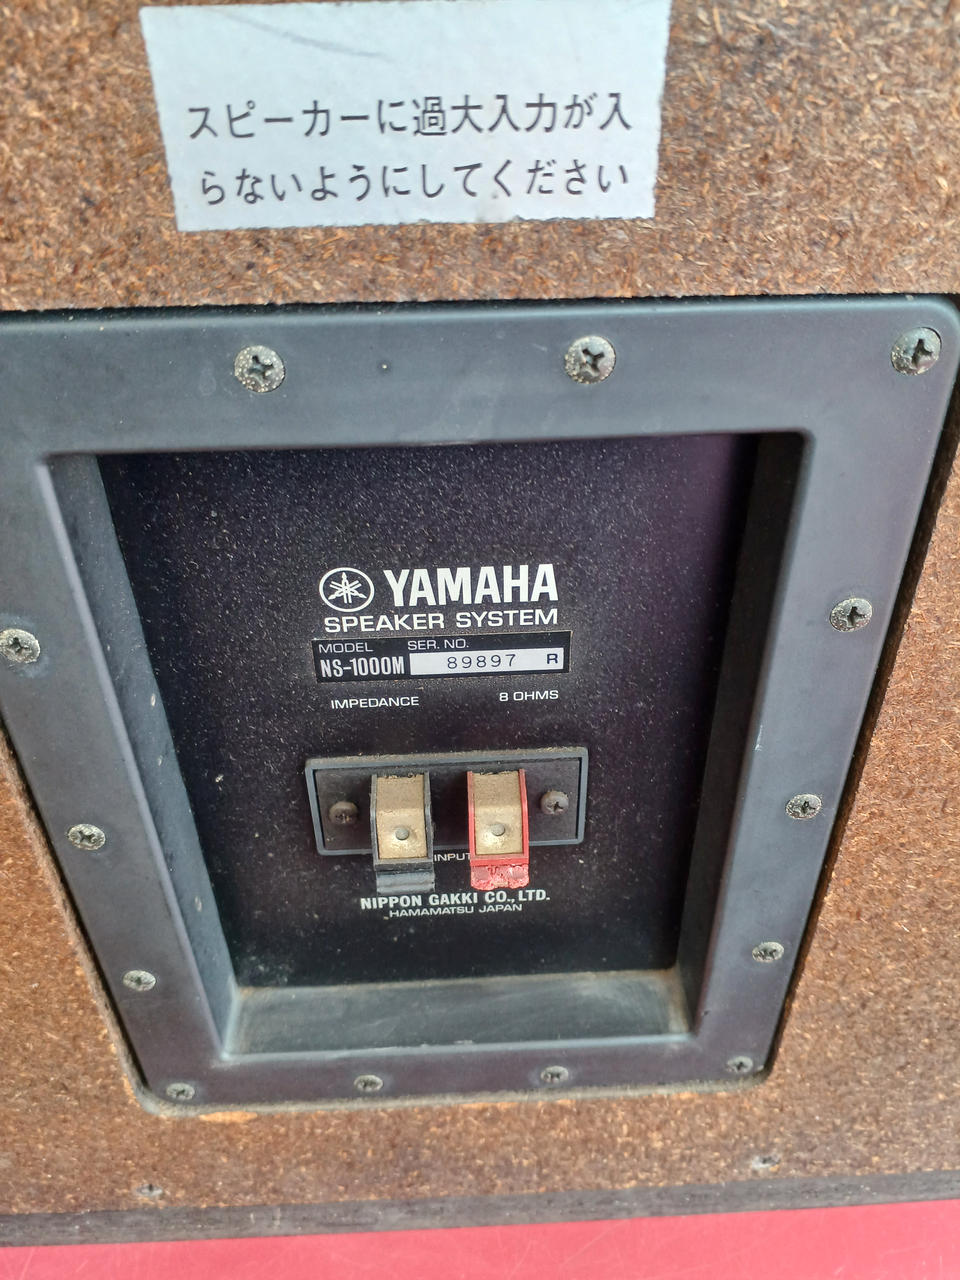 スピーカーに過大入力が入
らないようにしてください
YAMAHA
SPEAKER SYSTEM
MODEL SER. NO.
NS-1000M 89897 R
IMPEDANCE 8 OHMS
INPUT
NIPPON GAKKI CO., LTD.
HAMAMATSU JAPAN